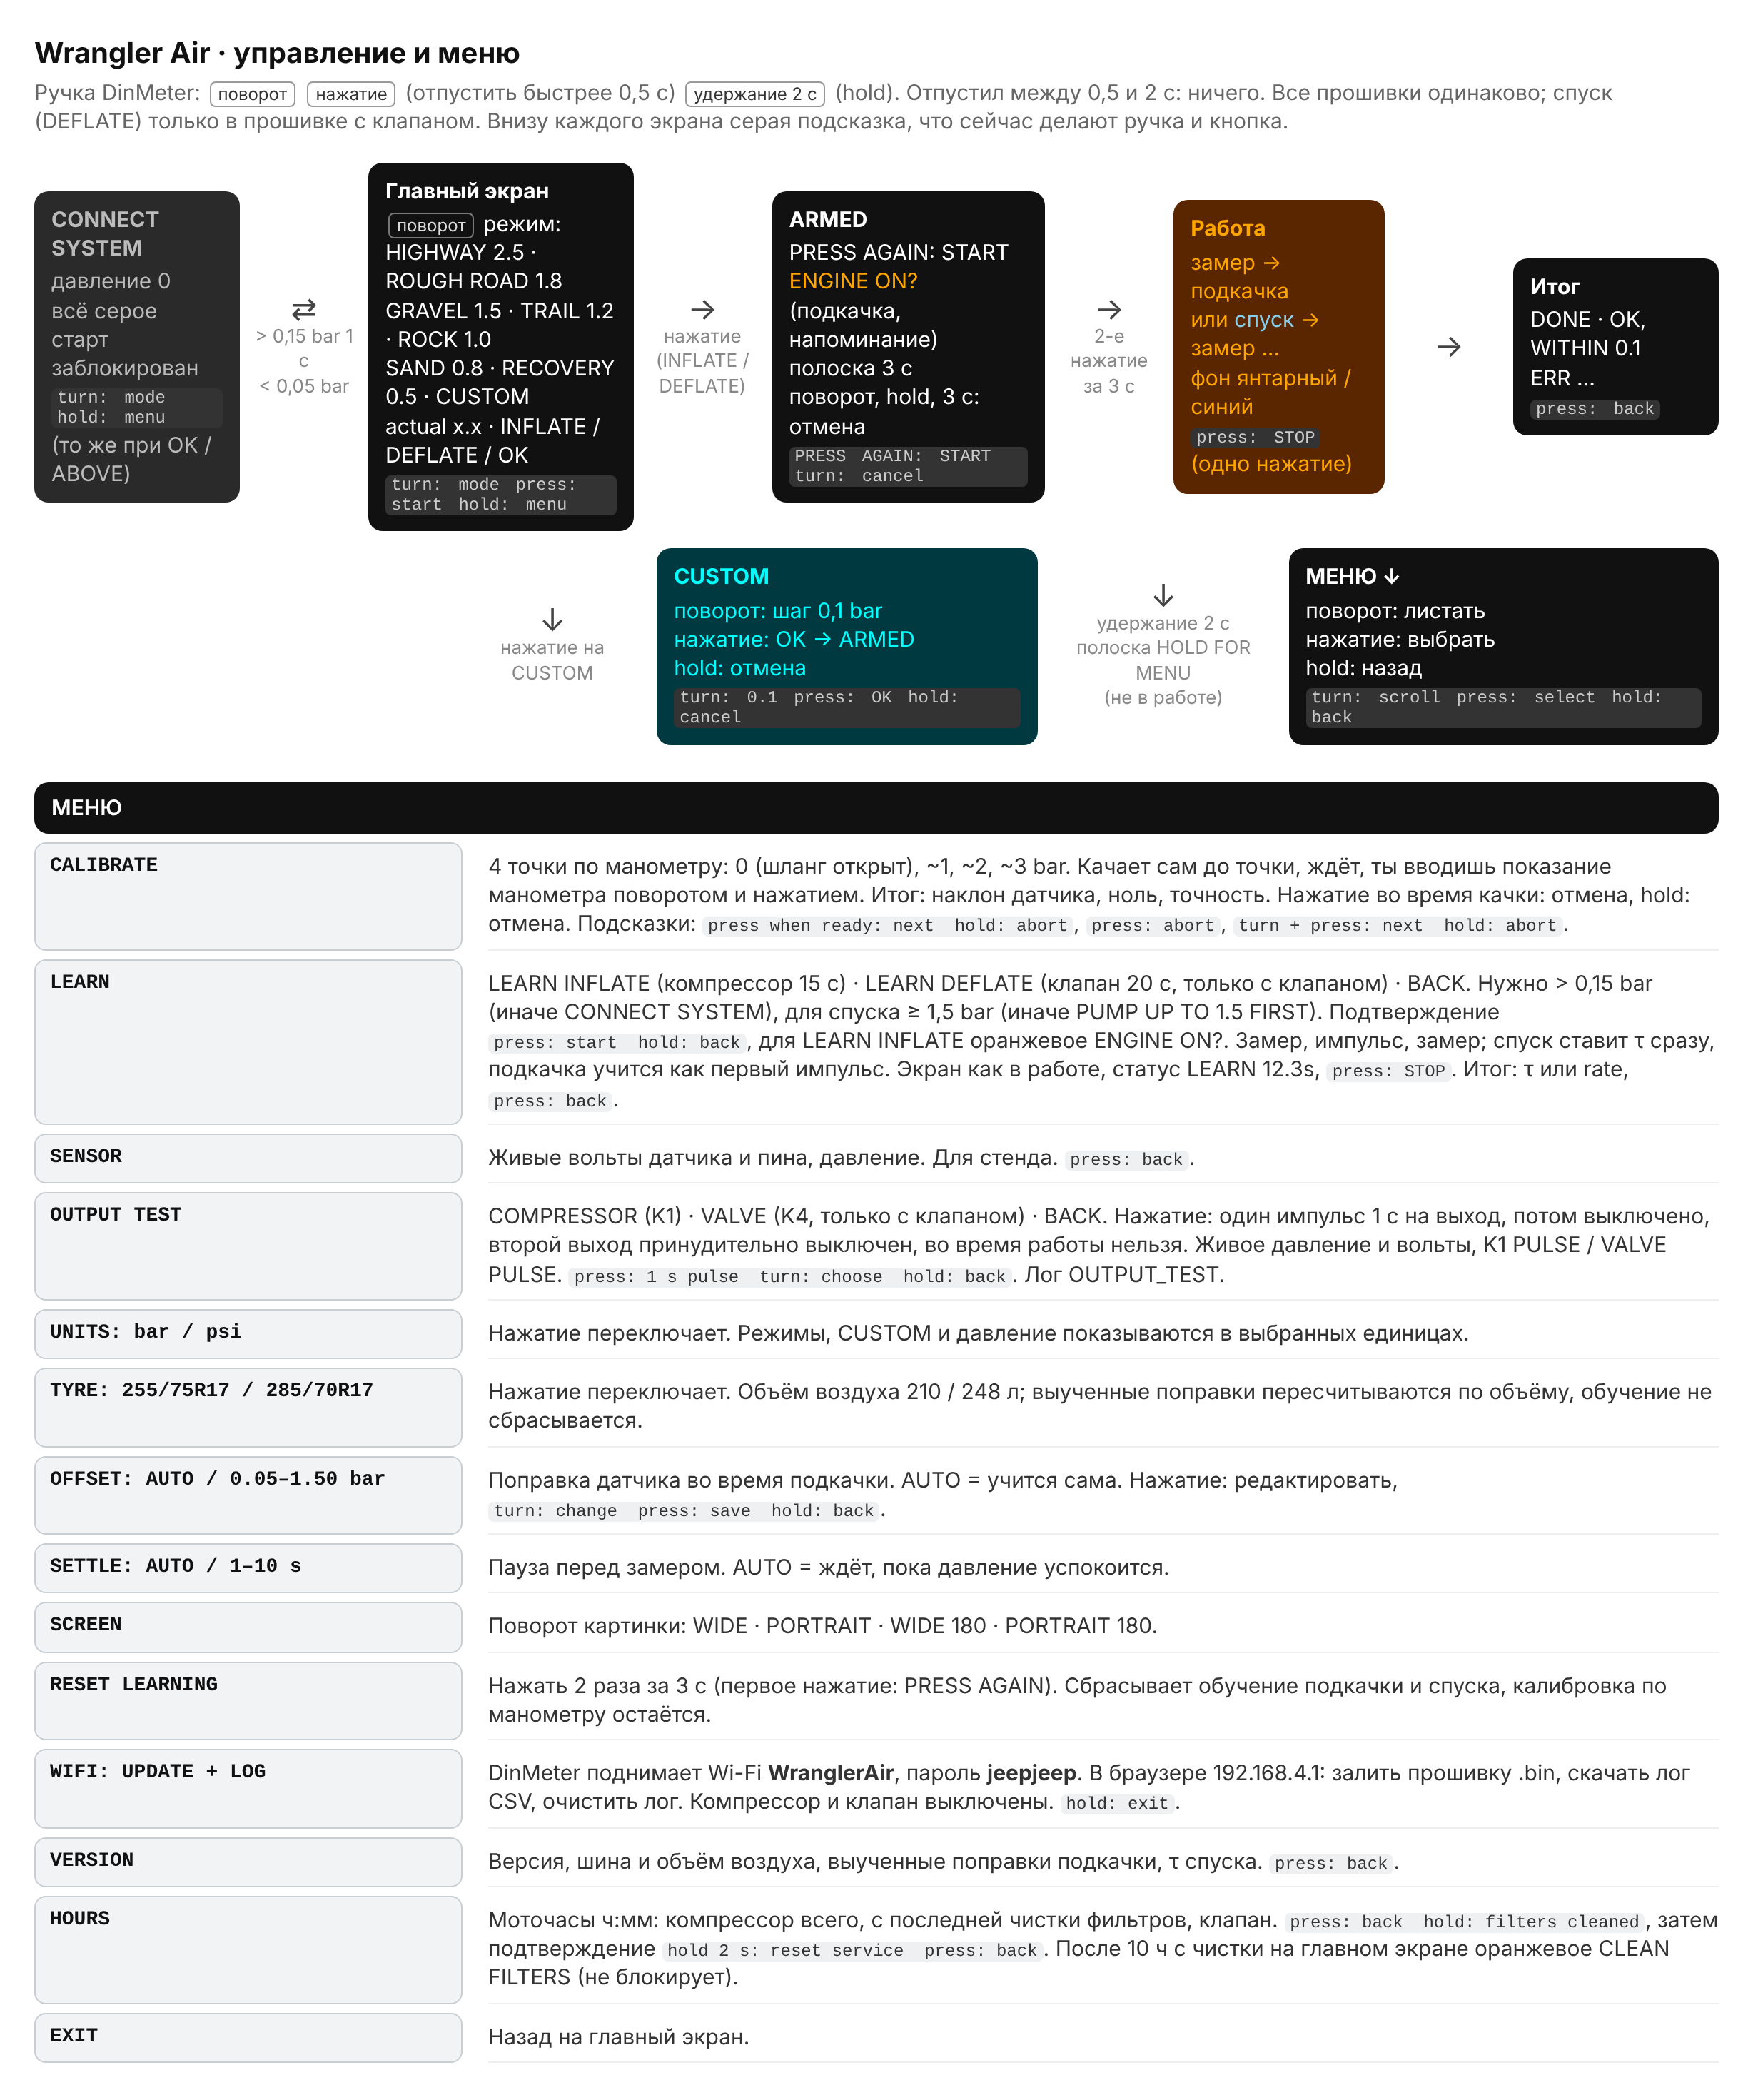 Wrangler Air · управление и меню
Ручка DinMeter: поворот нажатие (отпустить быстрее 0,5 с) удержание 2 с (hold). Отпустил между 0,5 и 2 с: ничего. Все прошивки одинаково; спуск
(DEFLATE) только в прошивке с клапаном. Внизу каждого экрана серая подсказка, что сейчас делают ручка и кнопка.
CONNECT
SYSTEM
давление 0
всё серое
старт
заблокирован
turn: mode
hold: menu
(то же при OK /
ABOVE)
⇄
> 0,15 bar 1
с
< 0,05 bar
Главный экран
поворот режим:
HIGHWAY 2.5 ·
ROUGH ROAD 1.8
GRAVEL 1.5 · TRAIL 1.2
· ROCK 1.0
SAND 0.8 · RECOVERY
0.5 · CUSTOM
actual x.x · INFLATE /
DEFLATE / OK
turn: mode press:
start hold: menu
→
нажатие
(INFLATE /
DEFLATE)
ARMED
PRESS AGAIN: START
ENGINE ON?
(подкачка,
напоминание)
полоска 3 с
поворот, hold, 3 с:
отмена
PRESS AGAIN: START
turn: cancel
→
2-е
нажатие
за 3 с
Работа
замер →
подкачка
или спуск →
замер ...
фон янтарный /
синий
press: STOP
(одно нажатие)
→
Итог
DONE · OK,
WITHIN 0.1
ERR ...
press: back
↓
нажатие на
CUSTOM
CUSTOM
поворот: шаг 0,1 bar
нажатие: OK → ARMED
hold: отмена
turn: 0.1 press: OK hold:
cancel
↓
удержание 2 с
полоска HOLD FOR
MENU
(не в работе)
МЕНЮ ↓
поворот: листать
нажатие: выбрать
hold: назад
turn: scroll press: select hold:
back
МЕНЮ
CALIBRATE
4 точки по манометру: 0 (шланг открыт), ~1, ~2, ~3 bar. Качает сам до точки, ждёт, ты вводишь показание
манометра поворотом и нажатием. Итог: наклон датчика, ноль, точность. Нажатие во время качки: отмена, hold:
отмена. Подсказки: press when ready: next hold: abort, press: abort, turn + press: next hold: abort.
LEARN
LEARN INFLATE (компрессор 15 с) · LEARN DEFLATE (клапан 20 с, только с клапаном) · BACK. Нужно > 0,15 bar
(иначе CONNECT SYSTEM), для спуска ≥ 1,5 bar (иначе PUMP UP TO 1.5 FIRST). Подтверждение
press: start hold: back, для LEARN INFLATE оранжевое ENGINE ON?. Замер, импульс, замер; спуск ставит τ сразу,
подкачка учится как первый импульс. Экран как в работе, статус LEARN 12.3s, press: STOP. Итог: τ или rate,
press: back.
SENSOR
Живые вольты датчика и пина, давление. Для стенда. press: back.
OUTPUT TEST
COMPRESSOR (K1) · VALVE (K4, только с клапаном) · BACK. Нажатие: один импульс 1 с на выход, потом выключено,
второй выход принудительно выключен, во время работы нельзя. Живое давление и вольты, K1 PULSE / VALVE
PULSE. press: 1 s pulse turn: choose hold: back. Лог OUTPUT_TEST.
UNITS: bar / psi
Нажатие переключает. Режимы, CUSTOM и давление показываются в выбранных единицах.
TYRE: 255/75R17 / 285/70R17
Нажатие переключает. Объём воздуха 210 / 248 л; выученные поправки пересчитываются по объёму, обучение не
сбрасывается.
OFFSET: AUTO / 0.05–1.50 bar
Поправка датчика во время подкачки. AUTO = учится сама. Нажатие: редактировать,
turn: change press: save hold: back.
SETTLE: AUTO / 1–10 s
Пауза перед замером. AUTO = ждёт, пока давление успокоится.
SCREEN
Поворот картинки: WIDE · PORTRAIT · WIDE 180 · PORTRAIT 180.
RESET LEARNING
Нажать 2 раза за 3 с (первое нажатие: PRESS AGAIN). Сбрасывает обучение подкачки и спуска, калибровка по
манометру остаётся.
WIFI: UPDATE + LOG
DinMeter поднимает Wi-Fi WranglerAir, пароль jeepjeep. В браузере 192.168.4.1: залить прошивку .bin, скачать лог
CSV, очистить лог. Компрессор и клапан выключены. hold: exit.
VERSION
Версия, шина и объём воздуха, выученные поправки подкачки, τ спуска. press: back.
HOURS
Моточасы ч:мм: компрессор всего, с последней чистки фильтров, клапан. press: back hold: filters cleaned, затем
подтверждение hold 2 s: reset service press: back. После 10 ч с чистки на главном экране оранжевое CLEAN
FILTERS (не блокирует).
EXIT
Назад на главный экран.